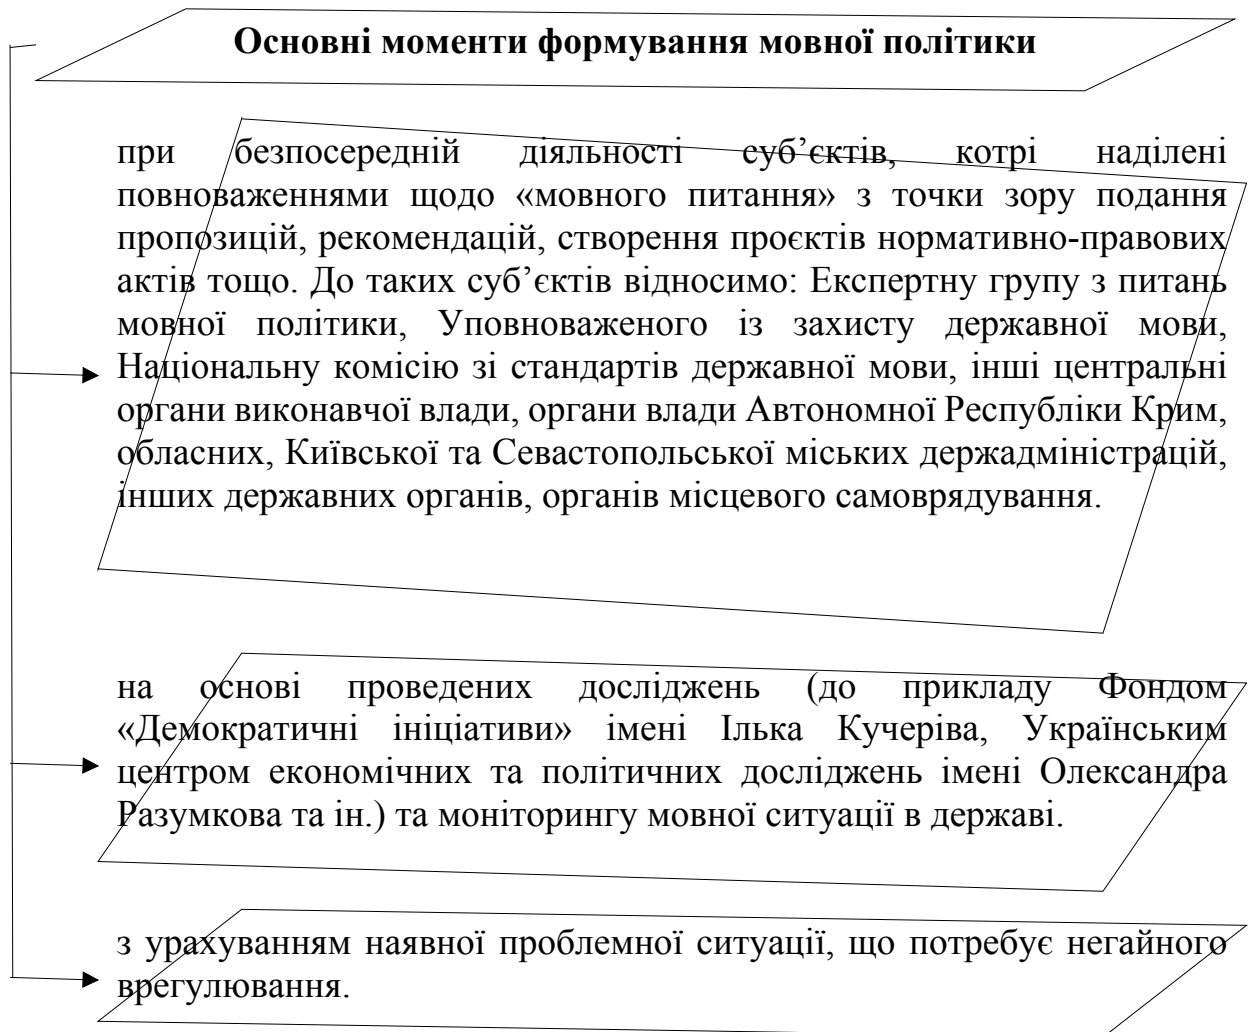 Основні моменти формування мовної політики
при безпосередній діяльності суб’єктів, котрі наділені
повноваженнями щодо «мовного питання» з точки зору подання
пропозицій, рекомендацій, створення проєктів нормативно-правових
актів тощо. До таких суб’єктів відносимо: Експертну групу з питань
мовної політики, Уповноваженого із захисту державної мови,
Національну комісію зі стандартів державної мови, інші центральні
органи виконавчої влади, органи влади Автономної Республіки Крим,
обласних, Київської та Севастопольської міських держадміністрацій,
інших державних органів, органів місцевого самоврядування.
на основі проведених досліджень (до прикладу Фондом
«Демократичні ініціативи» імені Ілька Кучеріва, Українським
центром економічних та політичних досліджень імені Олександра
Разумкова та ін.) та моніторингу мовної ситуації в державі.
з урахуванням наявної проблемної ситуації, що потребує негайного
врегулювання.